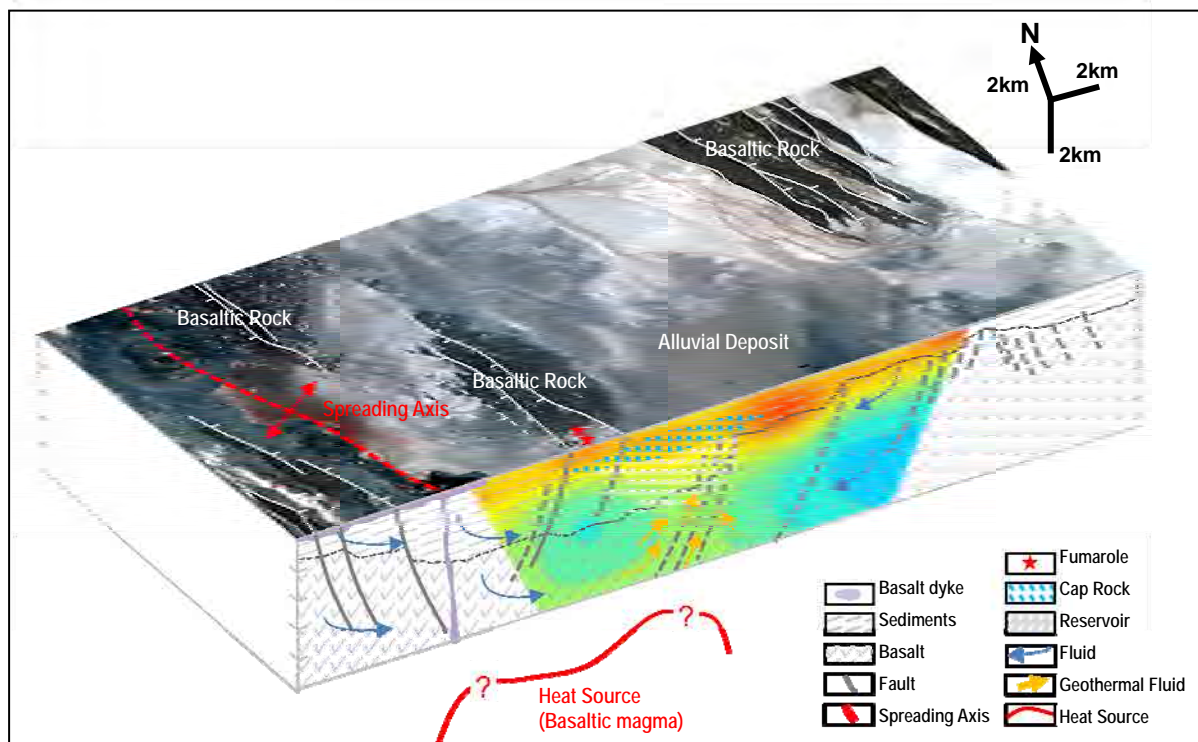 N
2km
2km
2km
Basaltic Rock
Basaltic Rock
Alluvial Deposit
Basaltic Rock
Spreading Axis
?
?
Heat Source
(Basaltic magma)
Basalt dyke
Sediments
Basalt
Fault
Spreading Axis
Fumarole
Cap Rock
Reservoir
Fluid
Geothermal Fluid
Heat Source